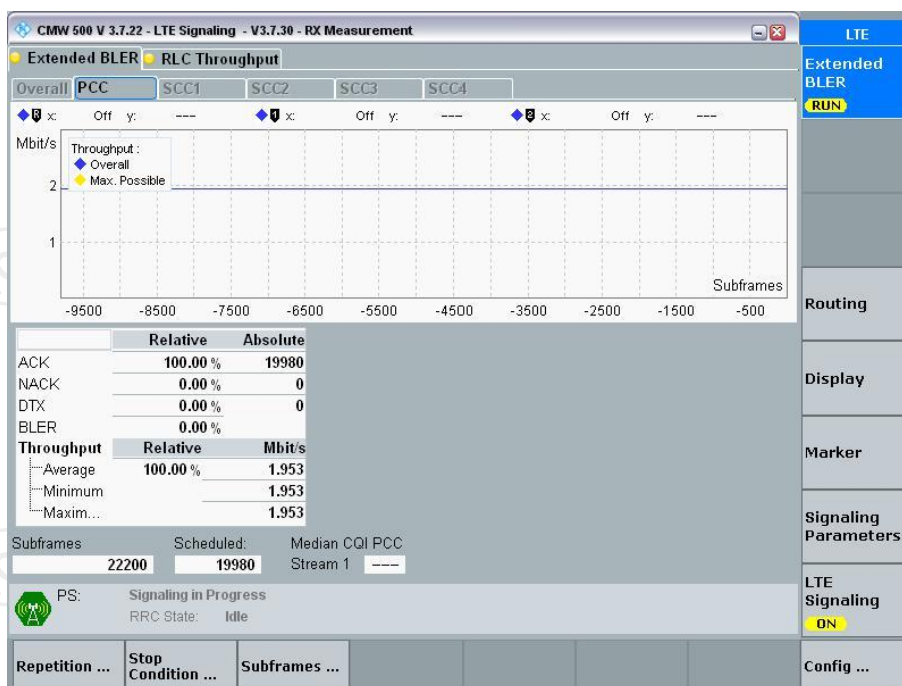 CMW 500 V 3.7.22 - LTE Signaling - V3.7.30 - RX Measurement
LTE
Extended BLER RLC Throughput
Extended
BLER
RUN
Overall PCC SCC1 SCC2 SCC3 SCC4
R x: Off y: --- 1 x: Off y: --- 2 x: Off y: ---
Mbit/s
Throughput :
Overall
Max. Possible
2
1
Subframes
-9500 -8500 -7500 -6500 -5500 -4500 -3500 -2500 -1500 -500
Routing
Display
Marker
Signaling
Parameters
LTE
Signaling
ON
Relative Absolute
ACK 100.00 % 19980
NACK 0.00 % 0
DTX 0.00 % 0
BLER 0.00 %
Throughput Relative Mbit/s
Average 100.00 % 1.953
Minimum 1.953
Maxim... 1.953
Subframes Scheduled: Median CQI PCC
22200 19980 Stream 1 ---
PS: Signaling in Progress
RRC State: Idle
Repetition ... Stop Condition ... Subframes ... Config ...